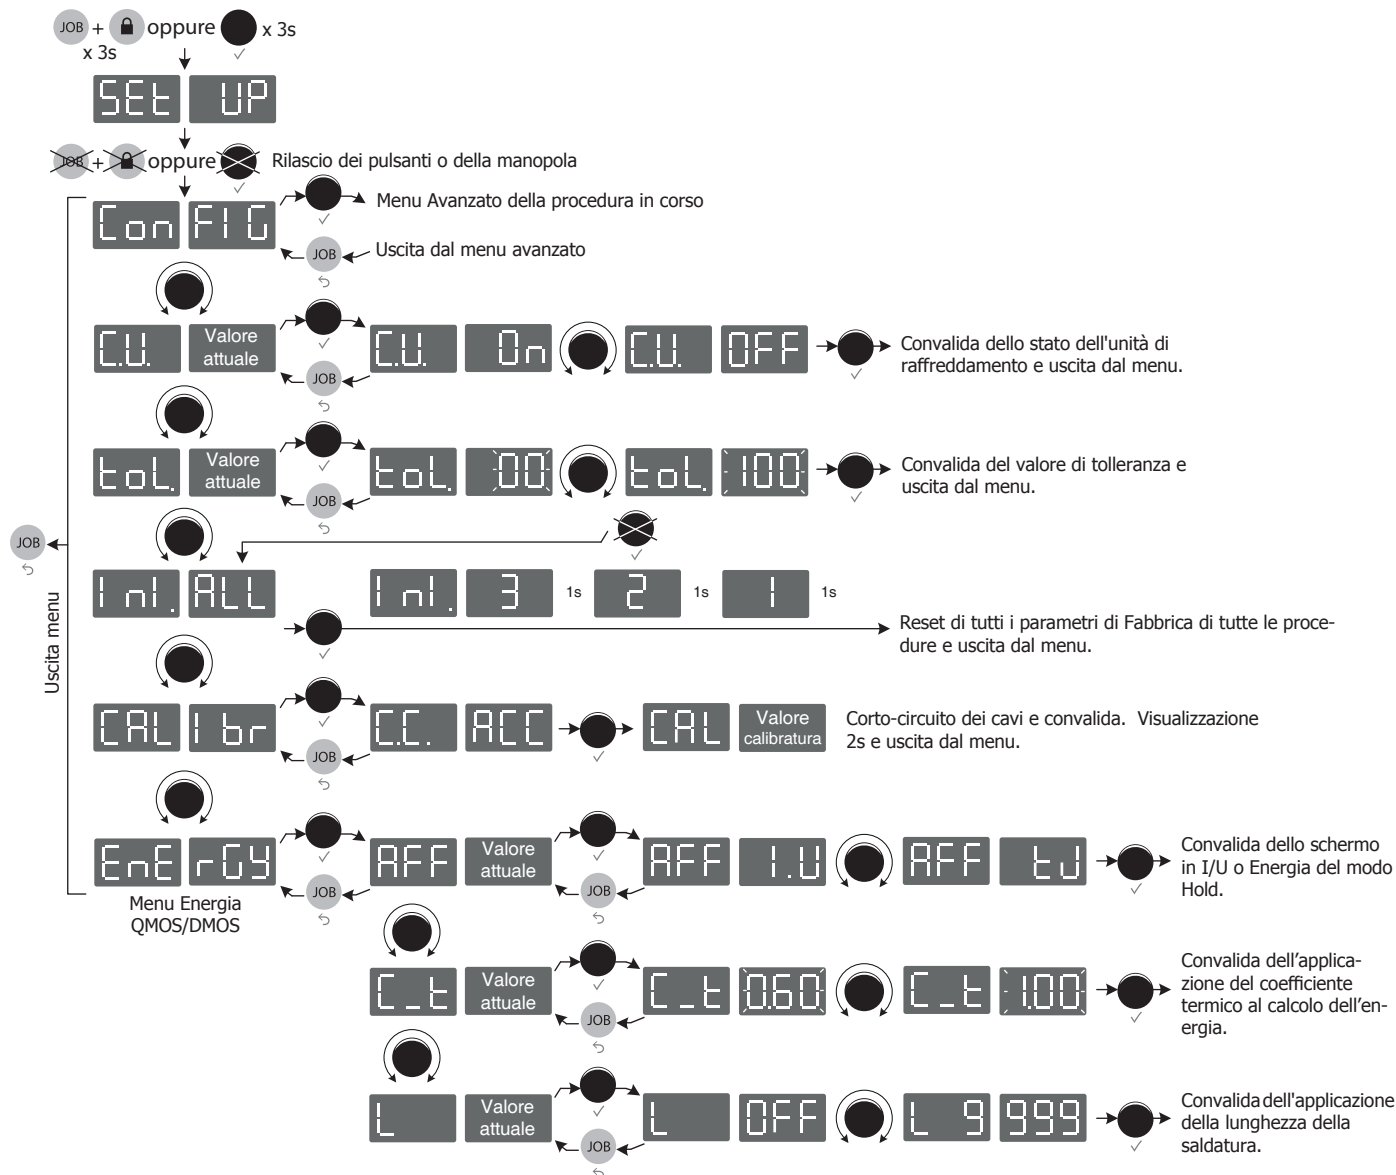 JOB + oppure x 3s
x 3s
SEt UP
JOB + oppure Rilascio dei pulsanti o della manopola
Con FIG
Menu Avanzato della procedura in corso
JOB Uscita dal menu avanzato
C.U. Valore attuale
C.U. On
C.U. OFF
Convalida dello stato dell'unità di
raffreddamento e uscita dal menu.
JOB
toL. Valore attuale
toL. 00
toL. 100
Convalida del valore di tolleranza e
uscita dal menu.
JOB
JOB
Uscita menu
InI. ALL
InI. 3 1s 2 1s 1 1s
Reset di tutti i parametri di Fabbrica di tutte le proce-
dure e uscita dal menu.
CAL Ibr
C.C. ACC
CAL Valore calibratura
Corto-circuito dei cavi e convalida. Visualizzazione
2s e uscita dal menu.
JOB
EnE rGY
AFF Valore attuale
AFF I.U
AFF tJ
Convalida dello schermo
in I/U o Energia del modo
Hold.
JOB
JOB
Menu Energia
QMOS/DMOS
C_t Valore attuale
C_t 0.60
C_t 1.00
Convalida dell'applica-
zione del coefficiente
termico al calcolo dell'en-
ergia.
JOB
L Valore attuale
L OFF
L 9 999
Convalida dell'applicazione
della lunghezza della
saldatura.
JOB